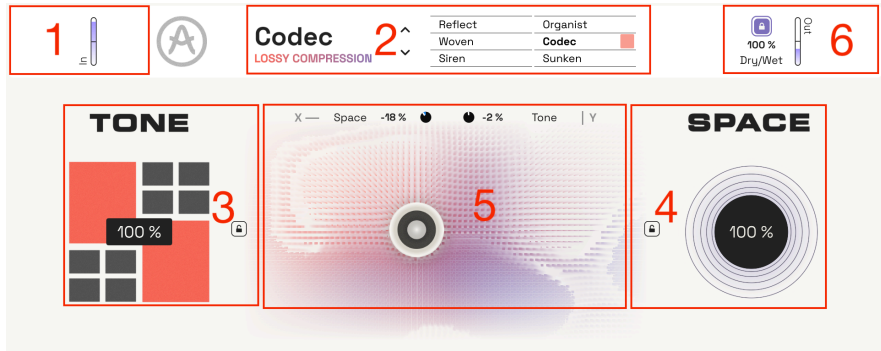 1
In
Codec
LOSSY COMPRESSION
2
Reflect
Organist
Woven
Codec
Siren
Sunken
100 %
Dry/Wet
Out
6
TONE
100 %
3
X — Space -18 %
-2 % Tone | Y
5
SPACE
4
100 %